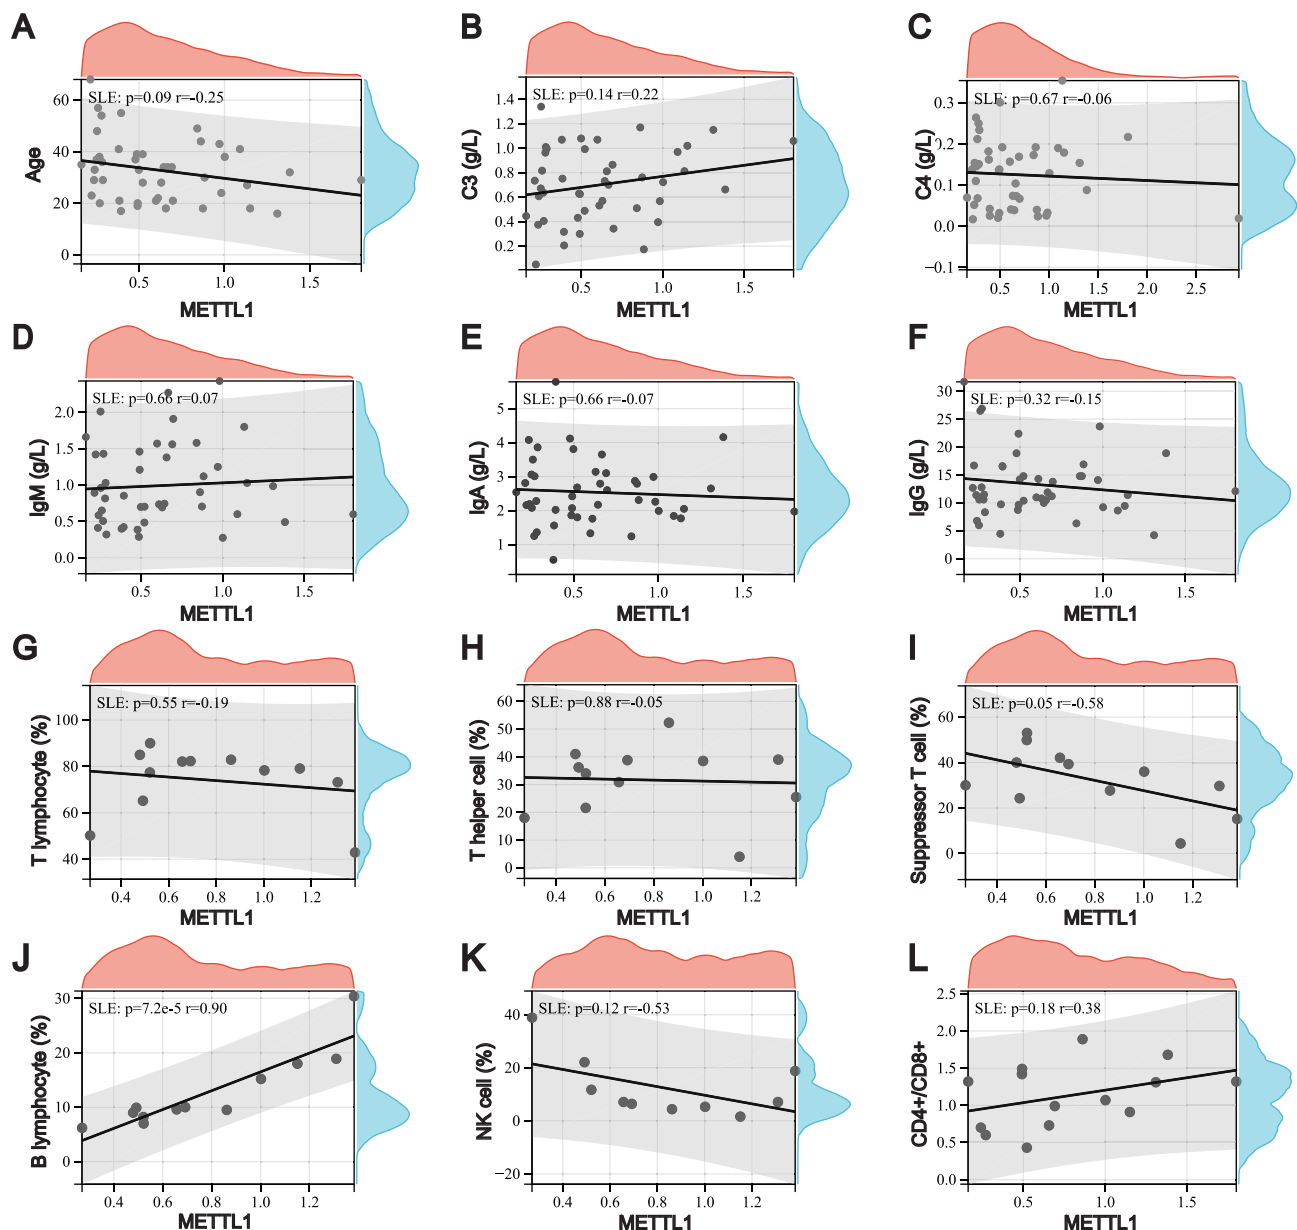 A
SLE: p=0.09 r=-0.25
Age
60
40
20
0
0.5
1.0
1.5
METTL1
B
SLE: p=0.14 r=0.22
C3 (g/L)
1.4
1.2
1.0
0.8
0.6
0.4
0.2
0.5
1.0
1.5
METTL1
C
SLE: p=0.67 r=-0.06
C4 (g/L)
0.3
0.2
0.1
0.0
−0.1
0.5
1.0
1.5
2.0
2.5
METTL1
D
SLE: p=0.66 r=0.07
IgM (g/L)
2.0
1.5
1.0
0.5
0.0
0.5
1.0
1.5
METTL1
E
SLE: p=0.66 r=-0.07
IgA (g/L)
5
4
3
2
1
0.5
1.0
1.5
METTL1
F
SLE: p=0.32 r=-0.15
IgG (g/L)
30
25
20
15
10
5
0
0.5
1.0
1.5
METTL1
G
SLE: p=0.55 r=-0.19
T lymphocyte (%)
100
80
60
40
0.4
0.6
0.8
1.0
1.2
METTL1
H
SLE: p=0.88 r=-0.05
T helper cell (%)
60
50
40
30
20
10
0
0.4
0.6
0.8
1.0
1.2
METTL1
I
SLE: p=0.05 r=-0.58
Suppressor T cell (%)
60
40
20
0
0.4
0.6
0.8
1.0
1.2
METTL1
J
SLE: p=7.2e-5 r=0.90
B lymphocyte (%)
30
20
10
0
0.4
0.6
0.8
1.0
1.2
METTL1
K
SLE: p=0.12 r=-0.53
NK cell (%)
40
20
0
−20
0.4
0.6
0.8
1.0
1.2
METTL1
L
SLE: p=0.18 r=0.38
CD4+/CD8+
2.5
2.0
1.5
1.0
0.5
0.0
0.5
1.0
1.5
METTL1